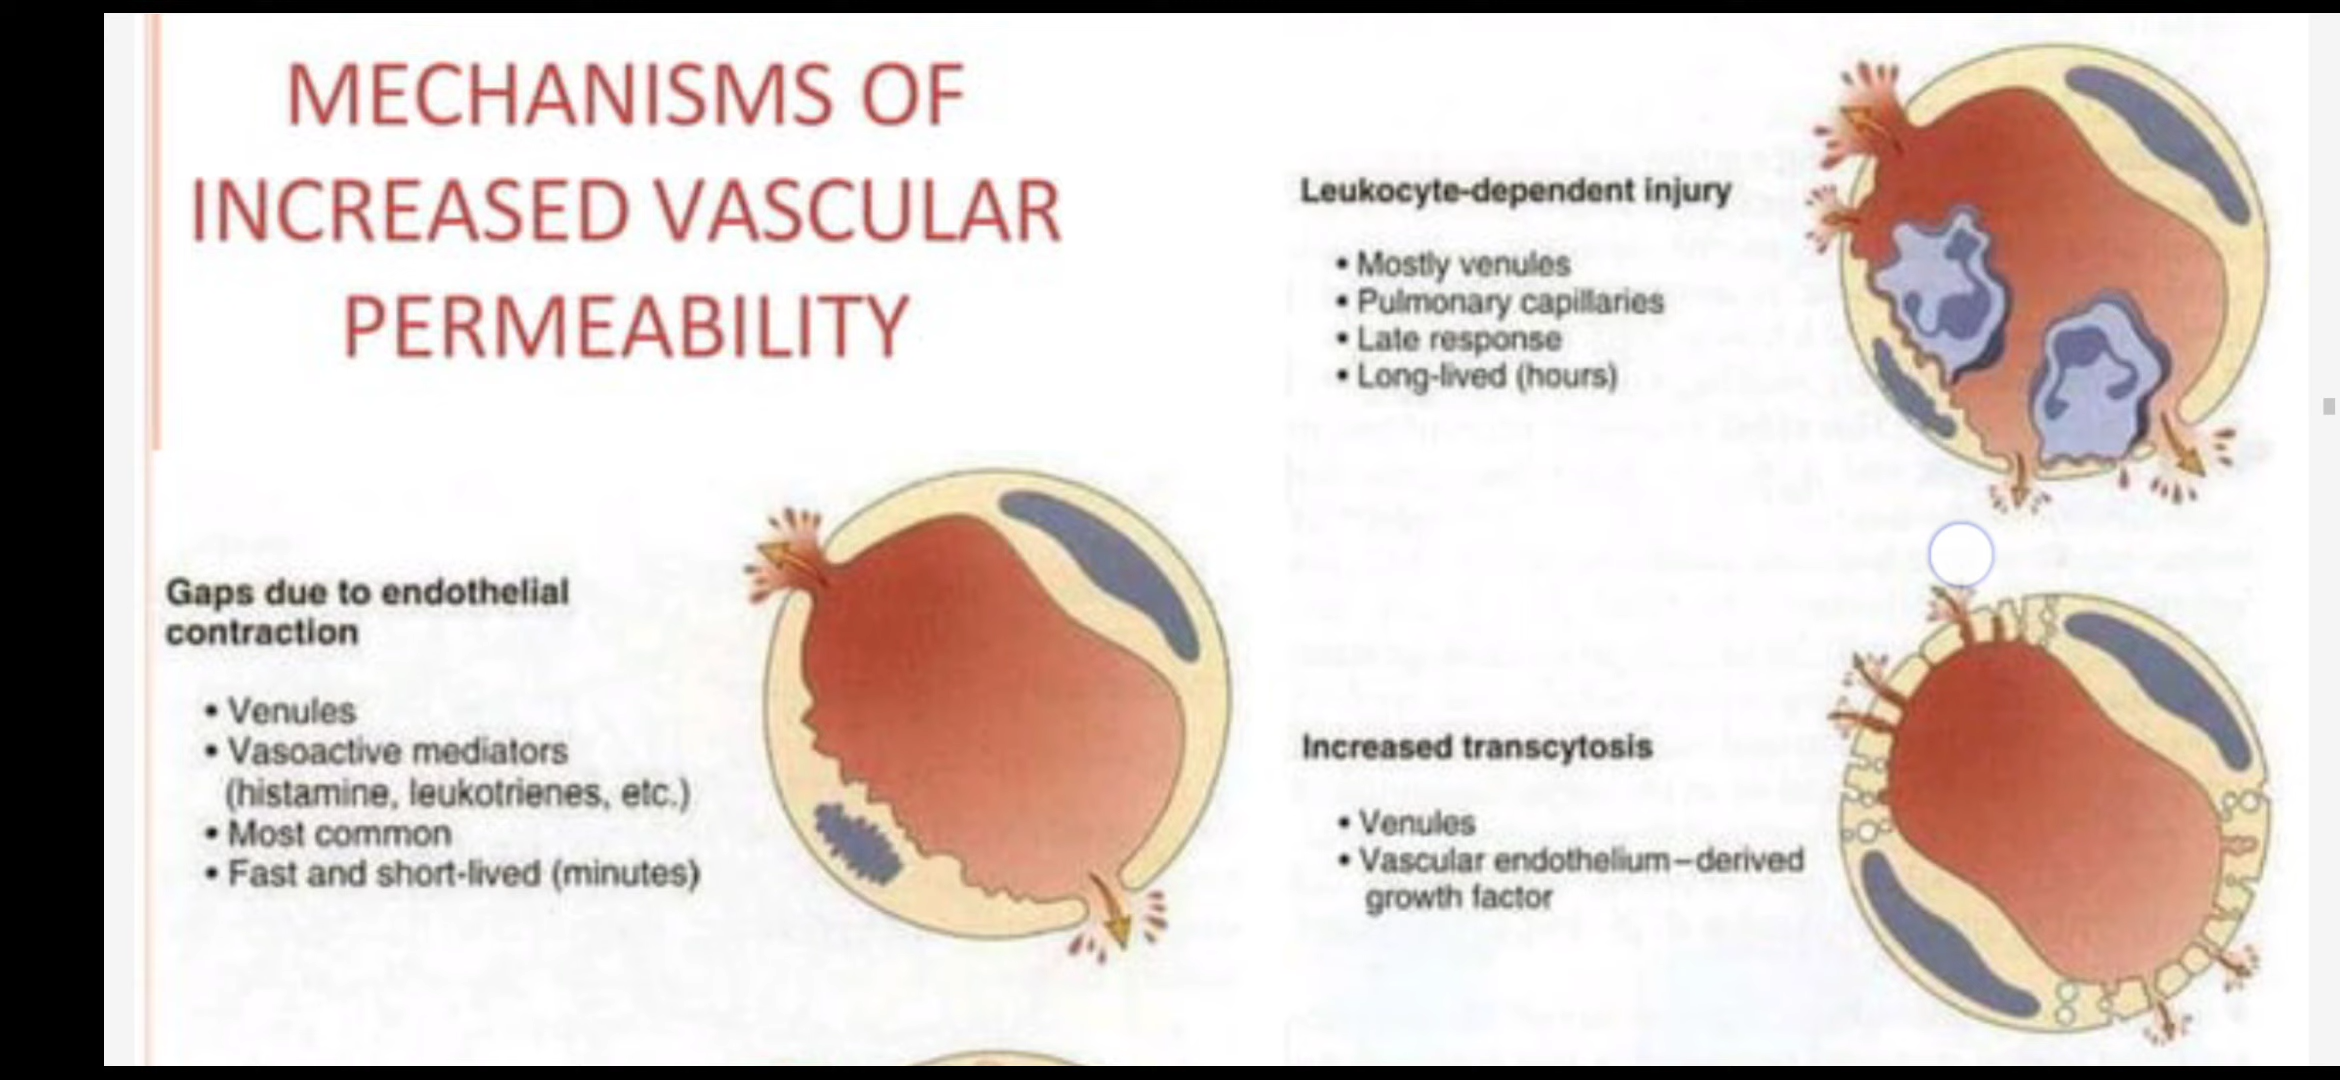 MECHANISMS OF
INCREASED VASCULAR
PERMEABILITY
Gaps due to endothelial
contraction
• Venules
• Vasoactive mediators
(histamine, leukotrienes, etc.)
• Most common
• Fast and short-lived (minutes)
Leukocyte-dependent injury
• Mostly venules
• Pulmonary capillaries
• Late response
• Long-lived (hours)
Increased transcytosis
• Venules
• Vascular endothelium–derived
growth factor